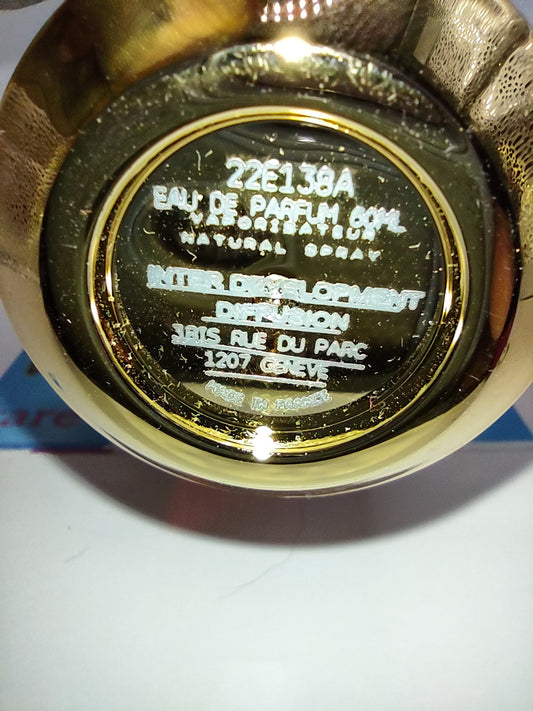 22E138A
EAU DE PARFUM 60ML
VAPORISATEUR
NATURAL SPRAY
INTER DEVELOPMENT
DIFFUSION
3BIS RUE DU PARC
1207 GENEVE
MADE IN FRANCE
are